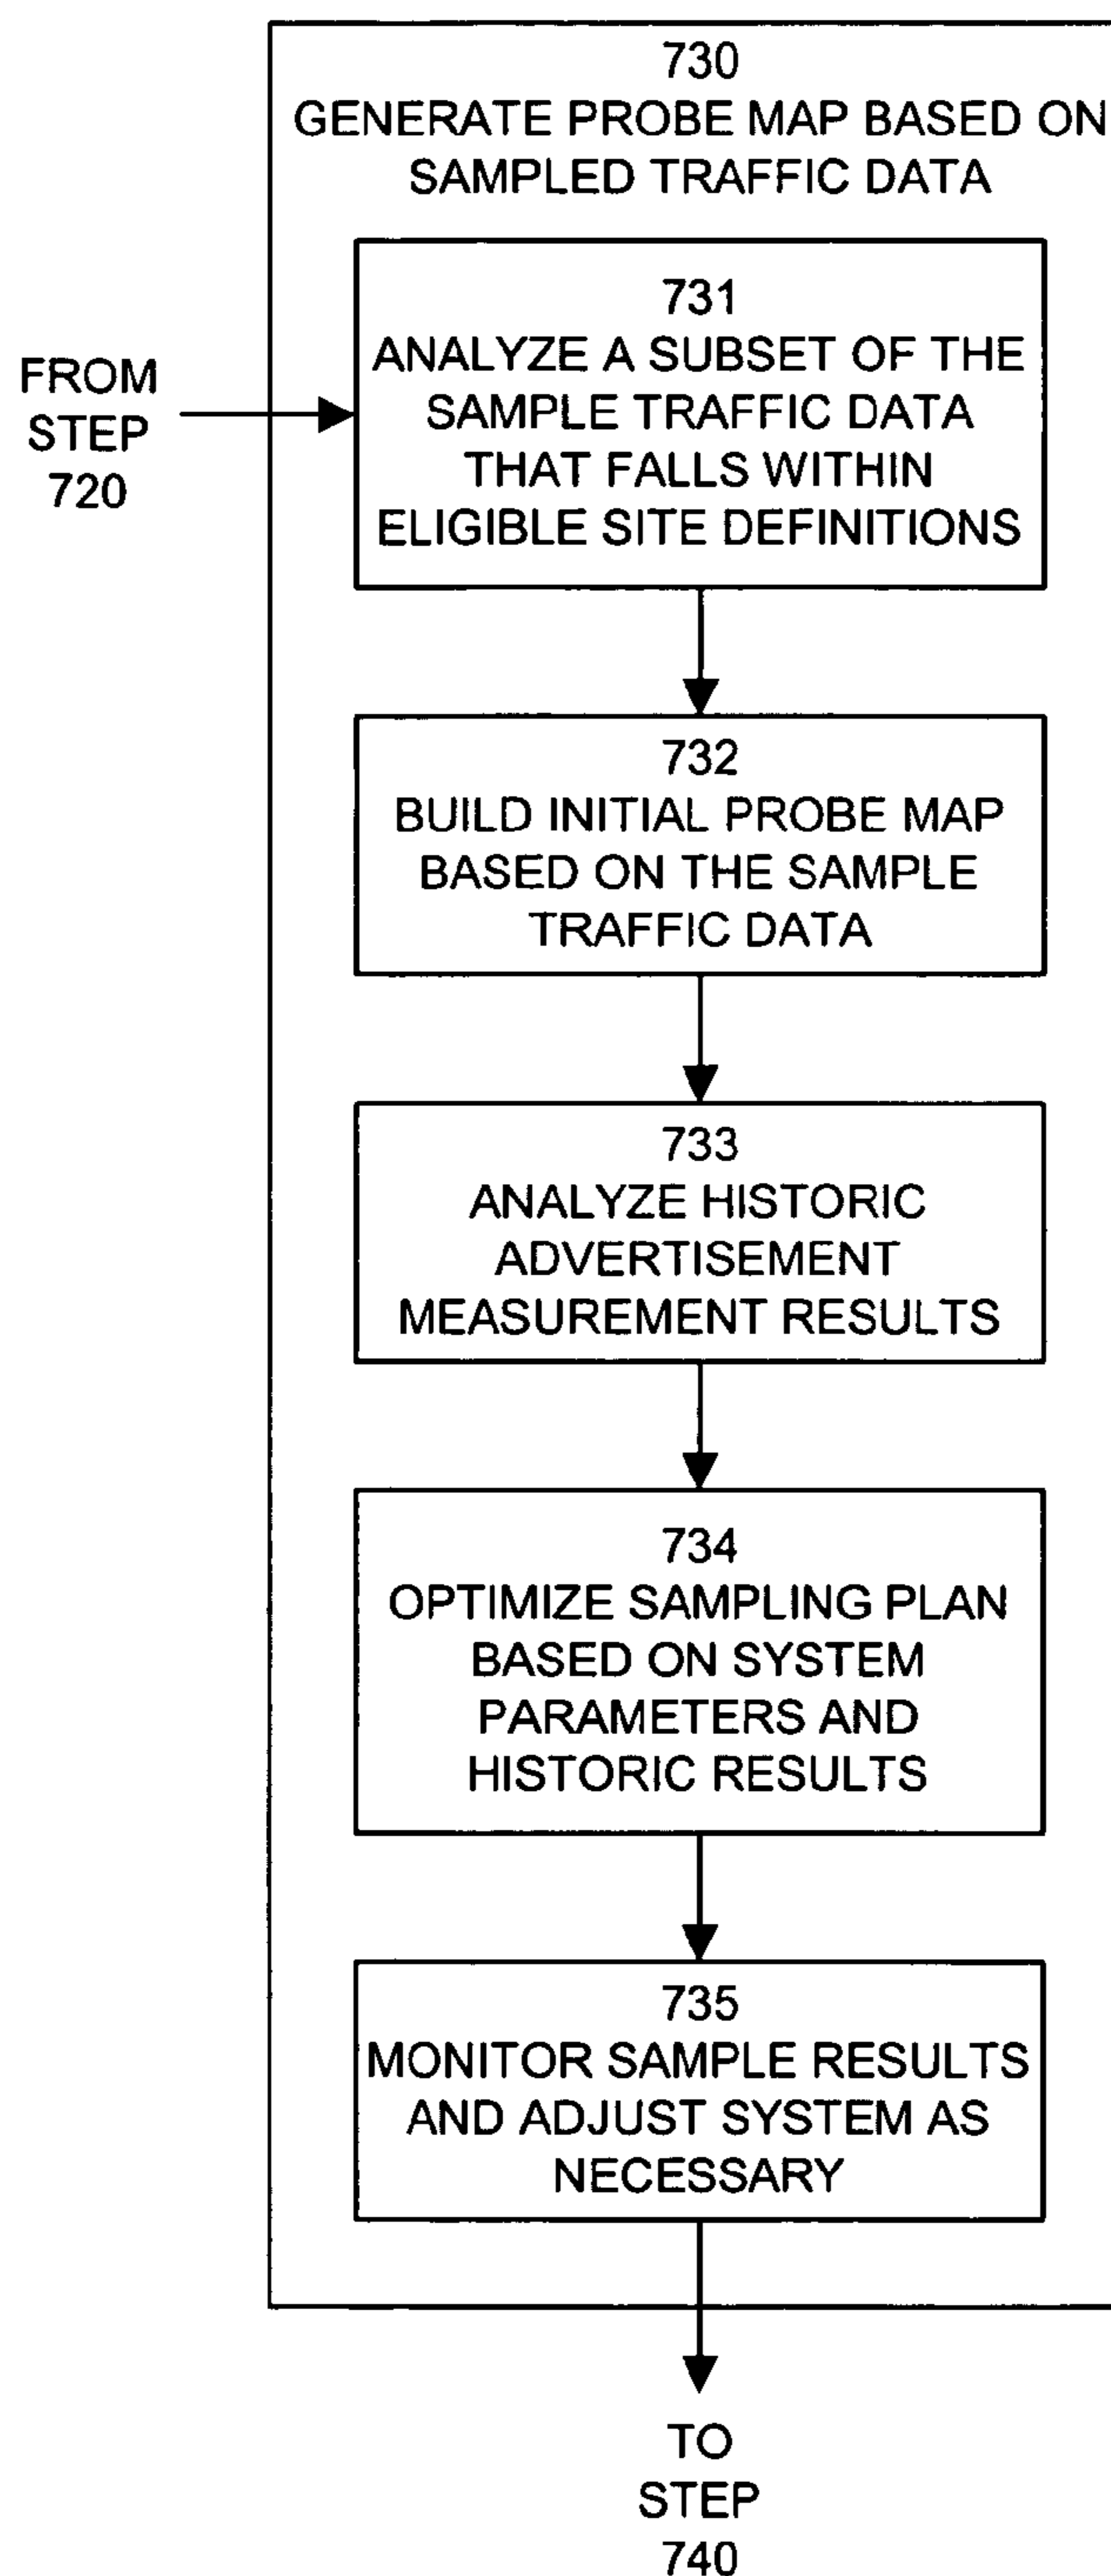 730
GENERATE PROBE MAP BASED ON
SAMPLED TRAFFIC DATA
731
ANALYZE A SUBSET OF THE
SAMPLE TRAFFIC DATA
THAT FALLS WITHIN
ELIGIBLE SITE DEFINITIONS
FROM
STEP
720
732
BUILD INITIAL PROBE MAP
BASED ON THE SAMPLE
TRAFFIC DATA
733
ANALYZE HISTORIC
ADVERTISEMENT
MEASUREMENT RESULTS
734
OPTIMIZE SAMPLING PLAN
BASED ON SYSTEM
PARAMETERS AND
HISTORIC RESULTS
735
MONITOR SAMPLE RESULTS
AND ADJUST SYSTEM AS
NECESSARY
TO
STEP
740